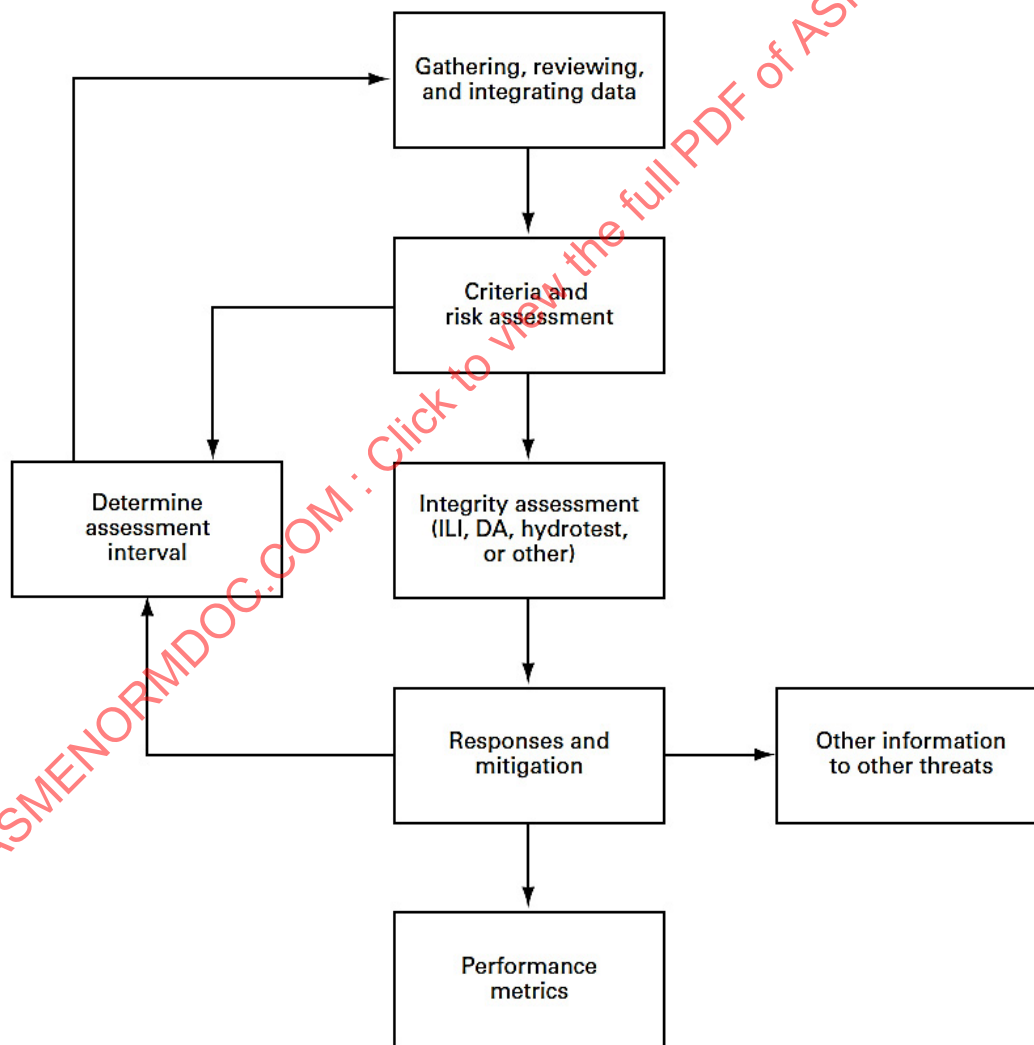 Gathering, reviewing,
and integrating data
Criteria and
risk assessment
Determine
assessment
interval
Integrity assessment
(ILI, DA, hydrotest,
or other)
Responses and
mitigation
Other information
to other threats
Performance
metrics
ASMENORMDOC.COM : Click to view the full PDF of